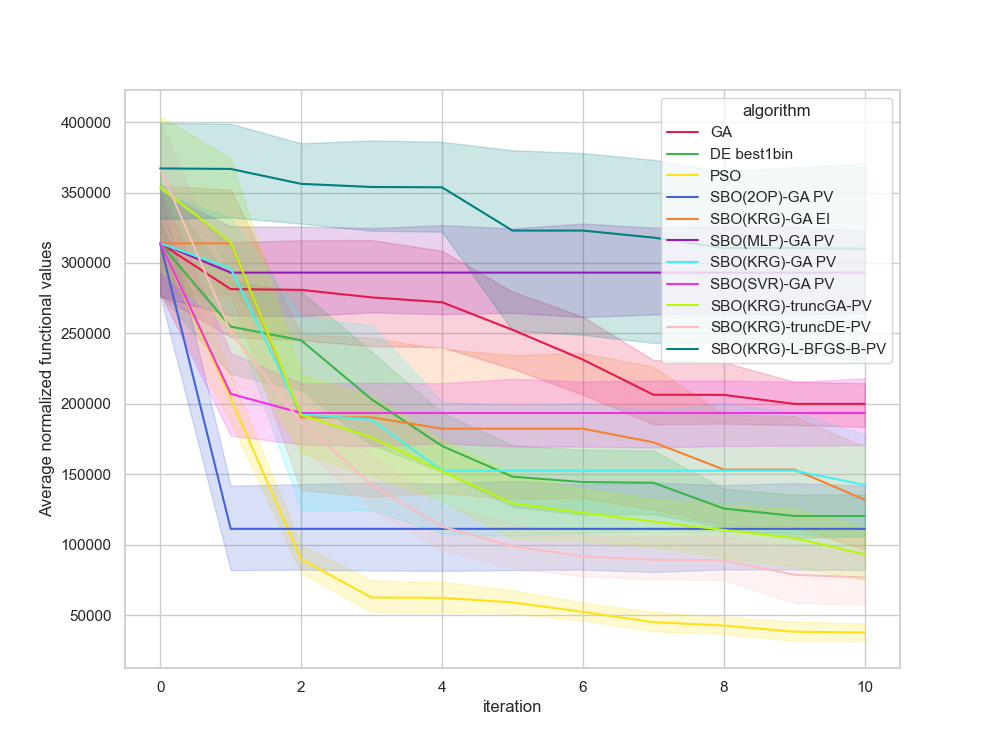 algorithm
GA
DE best1bin
PSO
SBO(2OP)-GA PV
SBO(KRG)-GA EI
SBO(MLP)-GA PV
SBO(KRG)-GA PV
SBO(SVR)-GA PV
SBO(KRG)-truncGA-PV
SBO(KRG)-truncDE-PV
SBO(KRG)-L-BFGS-B-PV
Average normalized functional values
400000
350000
300000
250000
200000
150000
100000
50000
0 2 4 6 8 10
iteration